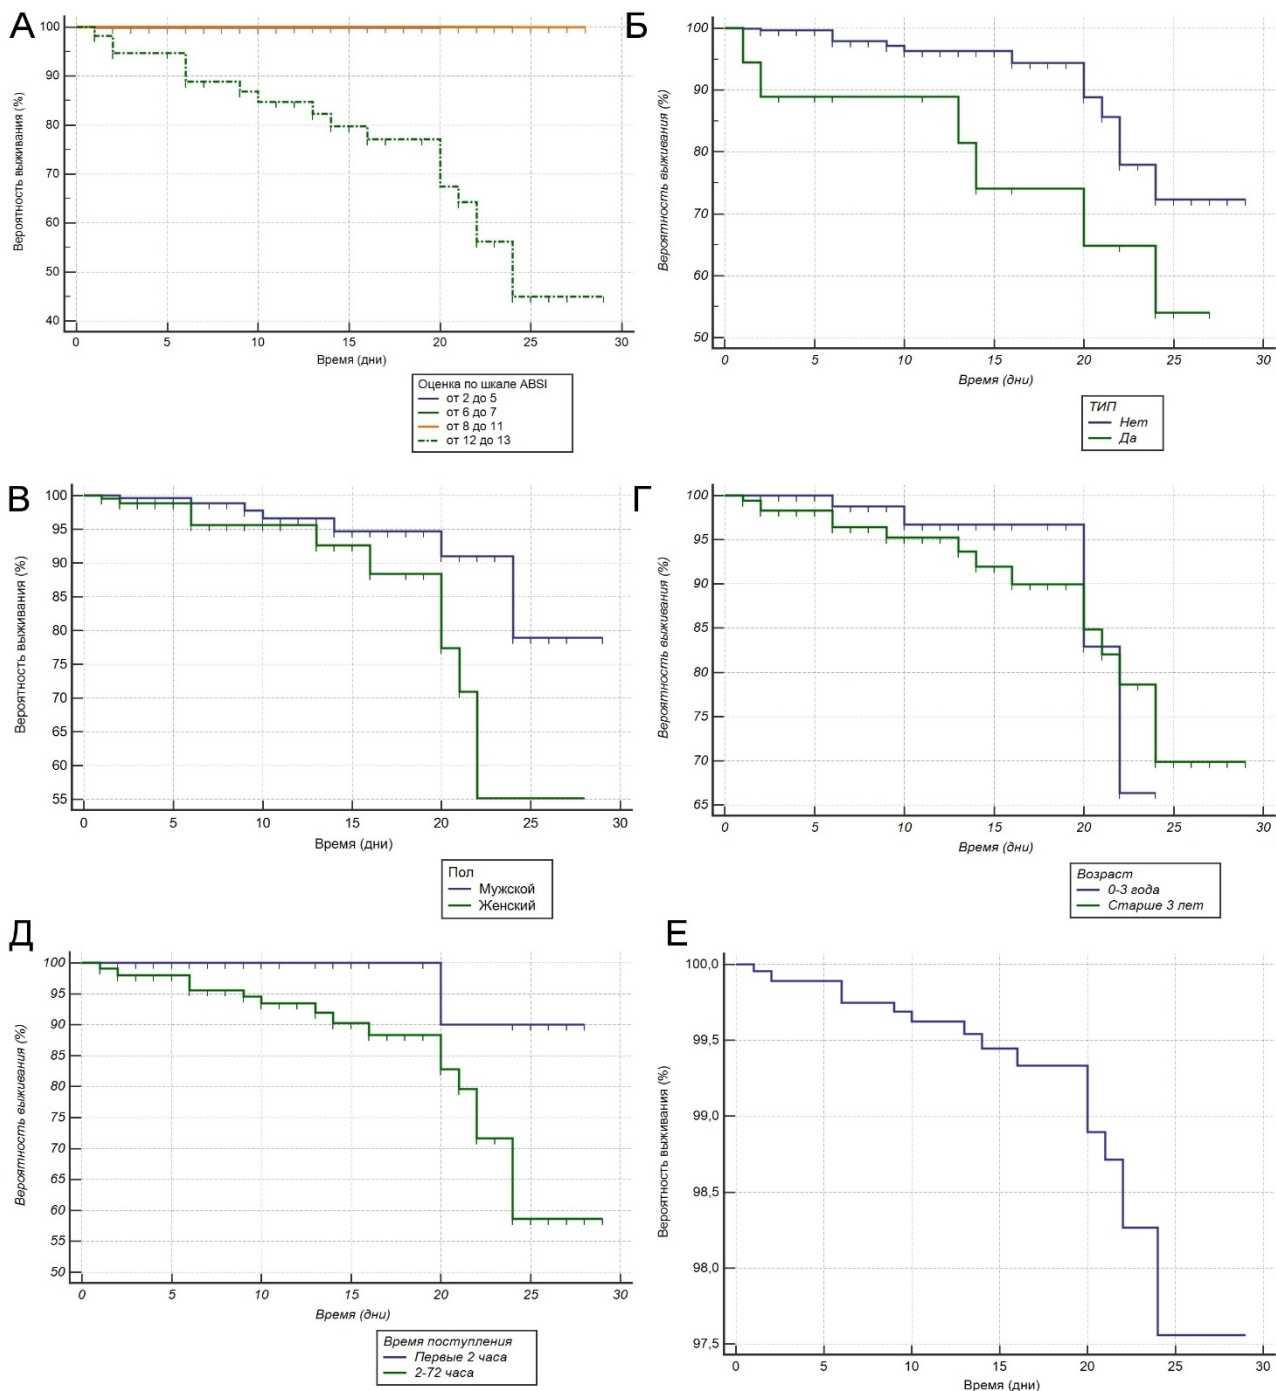 А
Вероятность выживания (%)
100
90
80
70
60
50
40
0 5 10 15 20 25 30
Время (дни)
Оценка по шкале ABSI
от 2 до 5
от 6 до 7
от 8 до 11
от 12 до 13
Б
Вероятность выживания (%)
100
90
80
70
60
50
0 5 10 15 20 25 30
Время (дни)
ТИП
Нет
Да
В
Вероятность выживания (%)
100
95
90
85
80
75
70
65
60
55
0 5 10 15 20 25 30
Время (дни)
Пол
Мужской
Женский
Г
Вероятность выживания (%)
100
95
90
85
80
75
70
65
0 5 10 15 20 25 30
Время (дни)
Возраст
0-3 года
Старше 3 лет
Д
Вероятность выживания (%)
100
95
90
85
80
75
70
65
60
55
50
0 5 10 15 20 25 30
Время (дни)
Время поступления
Первые 2 часа
2-72 часа
Е
Вероятность выживания (%)
100,0
99,5
99,0
98,5
98,0
97,5
0 5 10 15 20 25 30
Время (дни)